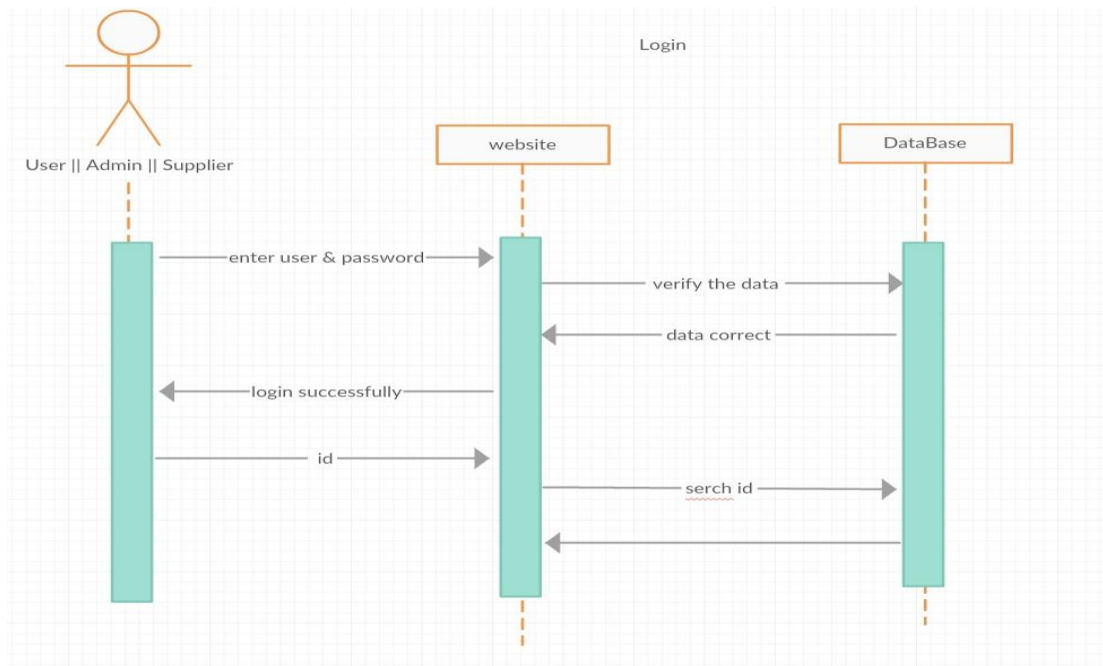 Login
website
DataBase
User || Admin || Supplier
enter user & password
verify the data
data correct
login successfully
id
serch id